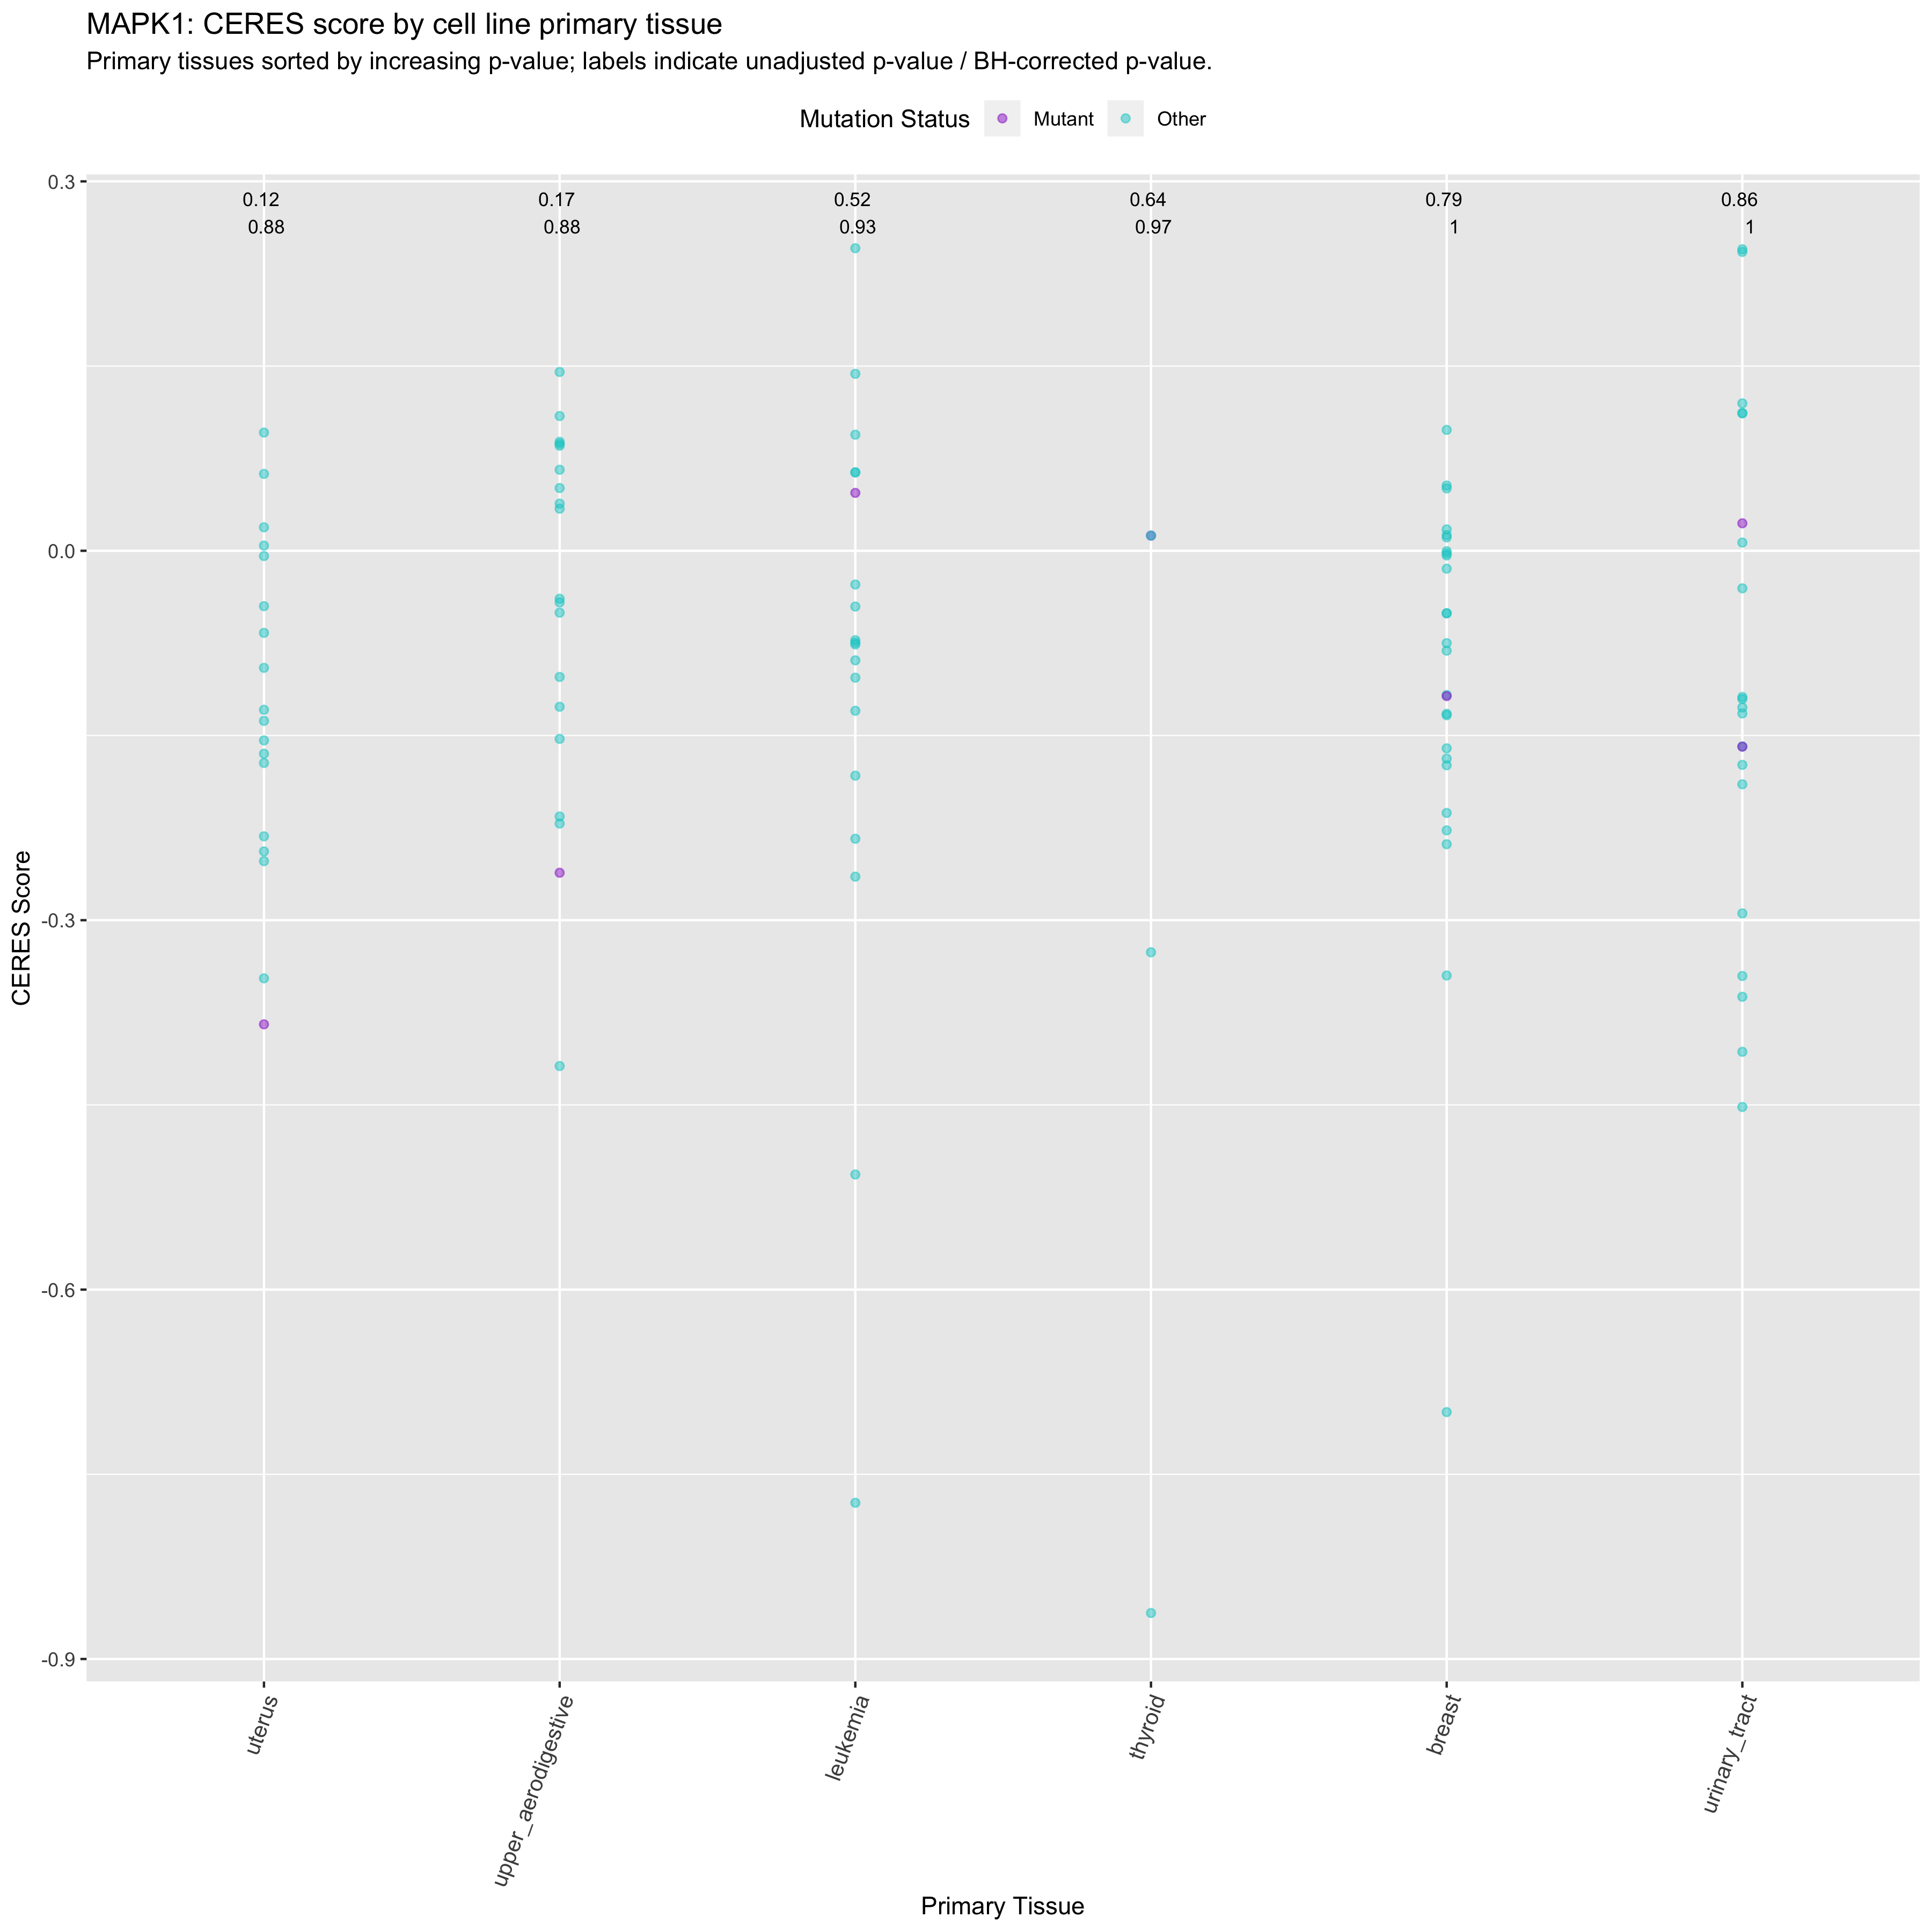 MAPK1: CERES score by cell line primary tissue
Primary tissues sorted by increasing p-value; labels indicate unadjusted p-value / BH-corrected p-value.
Mutation Status Mutant Other
0.3
0.12 0.17 0.52 0.64 0.79 0.86
0.88 0.88 0.93 0.97 1 1
0.0
-0.3
CERES Score
-0.6
-0.9
uterus upper_aerodigestive leukemia thyroid breast urinary_tract
Primary Tissue